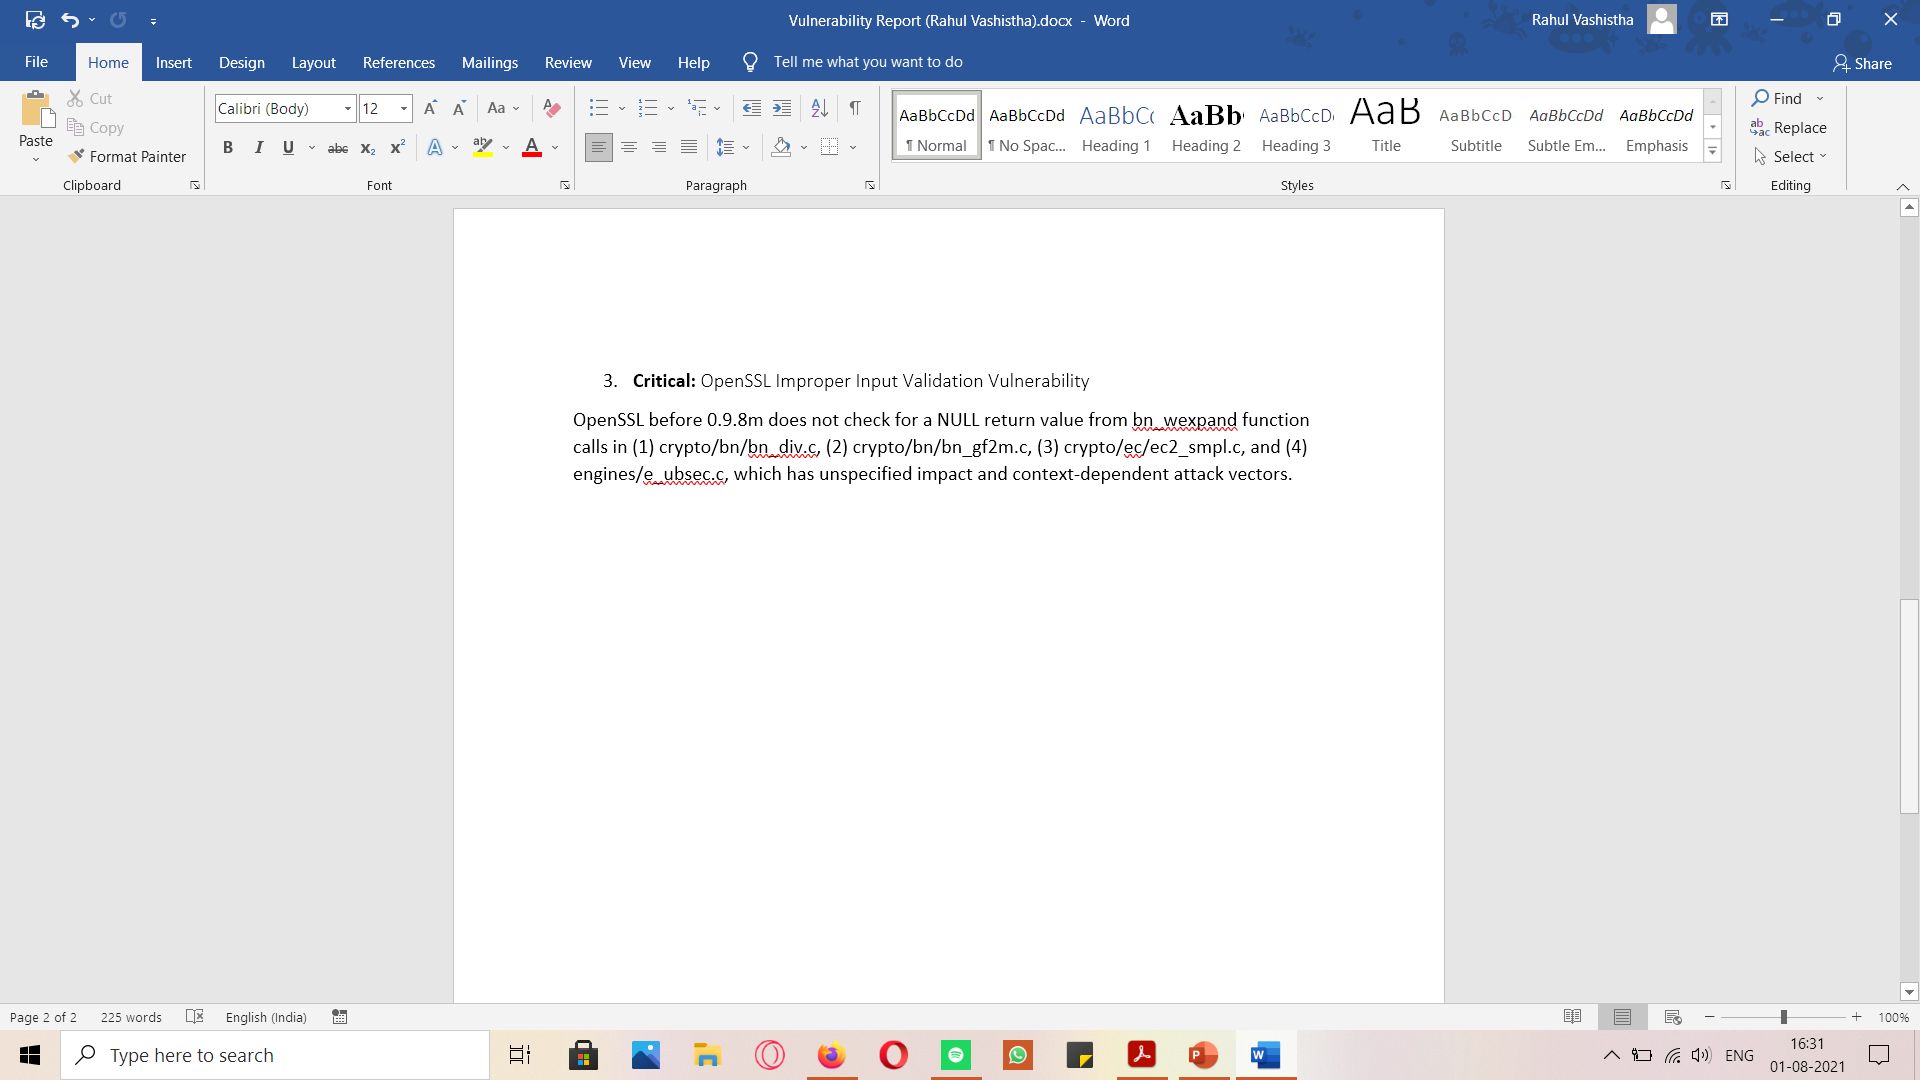 Vulnerability Report (Rahul Vashistha).docx - Word
Rahul Vashistha
File Home Insert Design Layout References Mailings Review View Help Tell me what you want to do
Share
Paste
Cut
Copy
Format Painter
Clipboard
Calibri (Body) 12
Font
Paragraph
AaBbCcDd AaBbCcDd AaBbCc AaBb AaBbCcD AaB AaBbCcD AaBbCcDd AaBbCcDd
¶ Normal ¶ No Spac... Heading 1 Heading 2 Heading 3 Title Subtitle Subtle Em... Emphasis
Styles
Find
Replace
Select
Editing
3. Critical: OpenSSL Improper Input Validation Vulnerability
OpenSSL before 0.9.8m does not check for a NULL return value from bn_wexpand function
calls in (1) crypto/bn/bn_div.c, (2) crypto/bn/bn_gf2m.c, (3) crypto/ec/ec2_smpl.c, and (4)
engines/e_ubsec.c, which has unspecified impact and context-dependent attack vectors.
Page 2 of 2 225 words English (India) 100%
Type here to search
ENG
16:31
01-08-2021